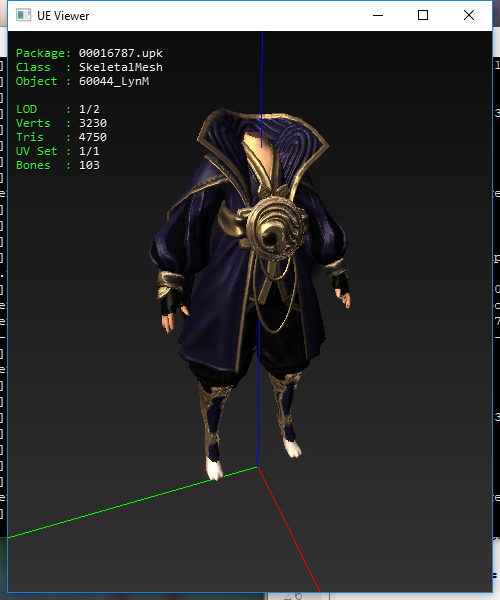 UE Viewer
Package: 00016787.upk
Class  : SkeletalMesh
Object : 60044_LynM
LOD    : 1/2
Verts  : 3230
Tris   : 4750
UV Set : 1/1
Bones  : 103
26